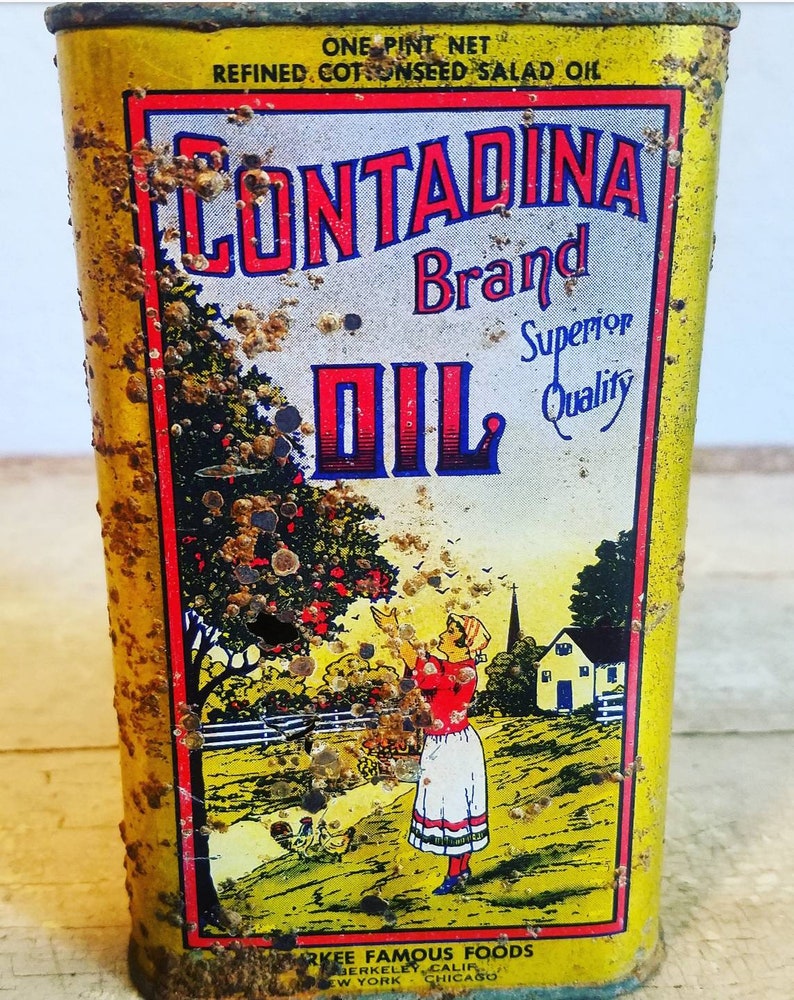 ONE PINT NET
REFINED COTTONSEED SALAD OIL
CONTADINA
Brand
Superior
Quality
OIL
FAMOUS FOODS
BERKELEY, CALIF.
NEW YORK - CHICAGO